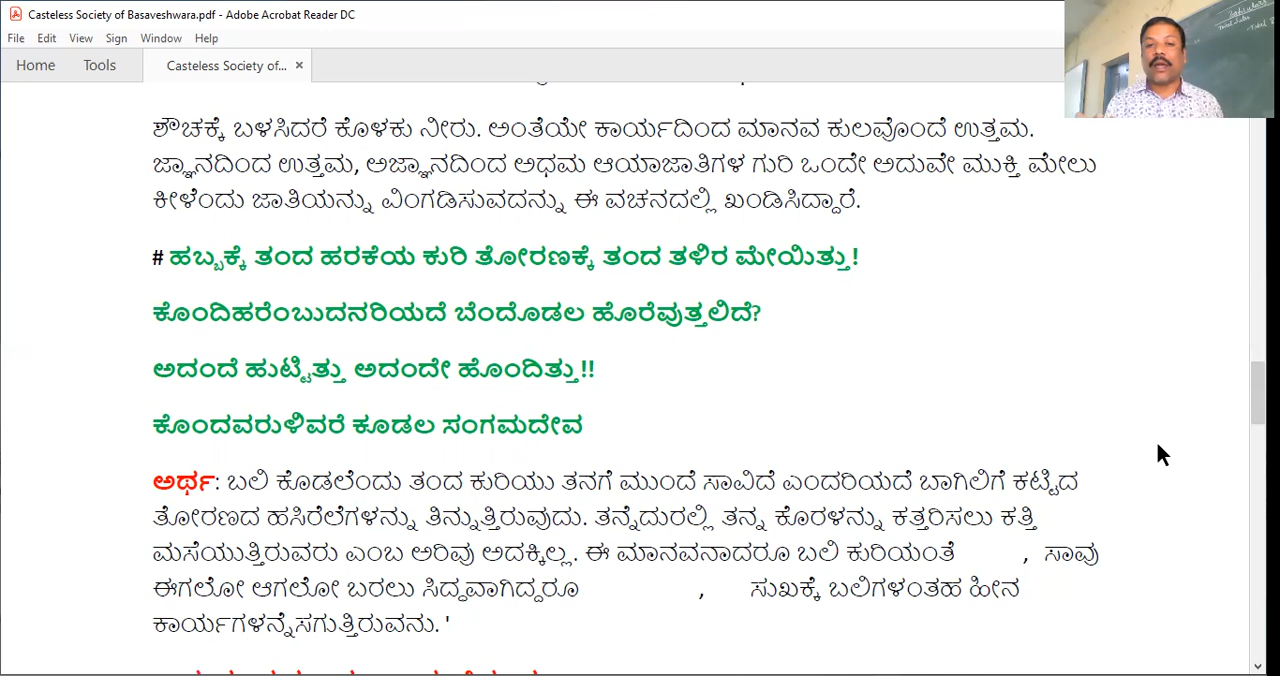 Casteless Society of Basaveshwara.pdf - Adobe Acrobat Reader DC
File Edit View Sign Window Help
Home Tools Casteless Society of... ×
ಶೌಚಕ್ಕೆ ಬಳಸಿದರೆ ಕೊಳಕು ನೀರು. ಅಂತೆಯೇ ಕಾರ್ಯದಿಂದ ಮಾನವ ಕುಲವೊಂದೆ ಉತ್ತಮ.
ಜ್ಞಾನದಿಂದ ಉತ್ತಮ, ಅಜ್ಞಾನದಿಂದ ಅಧಮ ಆಯಾಜಾತಿಗಳ ಗುರಿ ಒಂದೇ ಅದುವೇ ಮುಕ್ತಿ ಮೇಲು
ಕೀಳೆಂದು ಜಾತಿಯನ್ನು ವಿಂಗಡಿಸುವದನ್ನು ಈ ವಚನದಲ್ಲಿ ಖಂಡಿಸಿದ್ದಾರೆ.
# ಹಬ್ಬಕ್ಕೆ ತಂದ ಹರಕೆಯ ಕುರಿ ತೋರಣಕ್ಕೆ ತಂದ ತಳಿರ ಮೇಯಿತ್ತು!
ಕೊಂದಿಹರೆಂಬುದನರಿಯದೆ ಬೆಂದೊಡಲ ಹೊರೆವುತ್ತಲಿದೆ?
ಅದಂದೆ ಹುಟ್ಟಿತ್ತು ಅದಂದೇ ಹೊಂದಿತ್ತು!!
ಕೊಂದವರುಳಿವರೆ ಕೂಡಲ ಸಂಗಮದೇವ
ಅರ್ಥ: ಬಲಿ ಕೊಡಲೆಂದು ತಂದ ಕುರಿಯು ತನಗೆ ಮುಂದೆ ಸಾವಿದೆ ಎಂದರಿಯದೆ ಬಾಗಿಲಿಗೆ ಕಟ್ಟಿದ
ತೋರಣದ ಹಸಿರೆಲೆಗಳನ್ನು ತಿನ್ನುತ್ತಿರುವುದು. ತನ್ನೆದುರಲ್ಲಿ ತನ್ನ ಕೊರಳನ್ನು ಕತ್ತರಿಸಲು ಕತ್ತಿ
ಮಸೆಯುತ್ತಿರುವರು ಎಂಬ ಅರಿವು ಅದಕ್ಕಿಲ್ಲ. ಈ ಮಾನವನಾದರೂ ಬಲಿ ಕುರಿಯಂತೆ , ಸಾವು
ಈಗಲೋ ಆಗಲೋ ಬರಲು ಸಿದ್ಧವಾಗಿದ್ದರೂ , ಸುಖಕ್ಕೆ ಬಲಿಗಳಂತಹ ಹೀನ
ಕಾರ್ಯಗಳನ್ನೆಸಗುತ್ತಿರುವನು. '